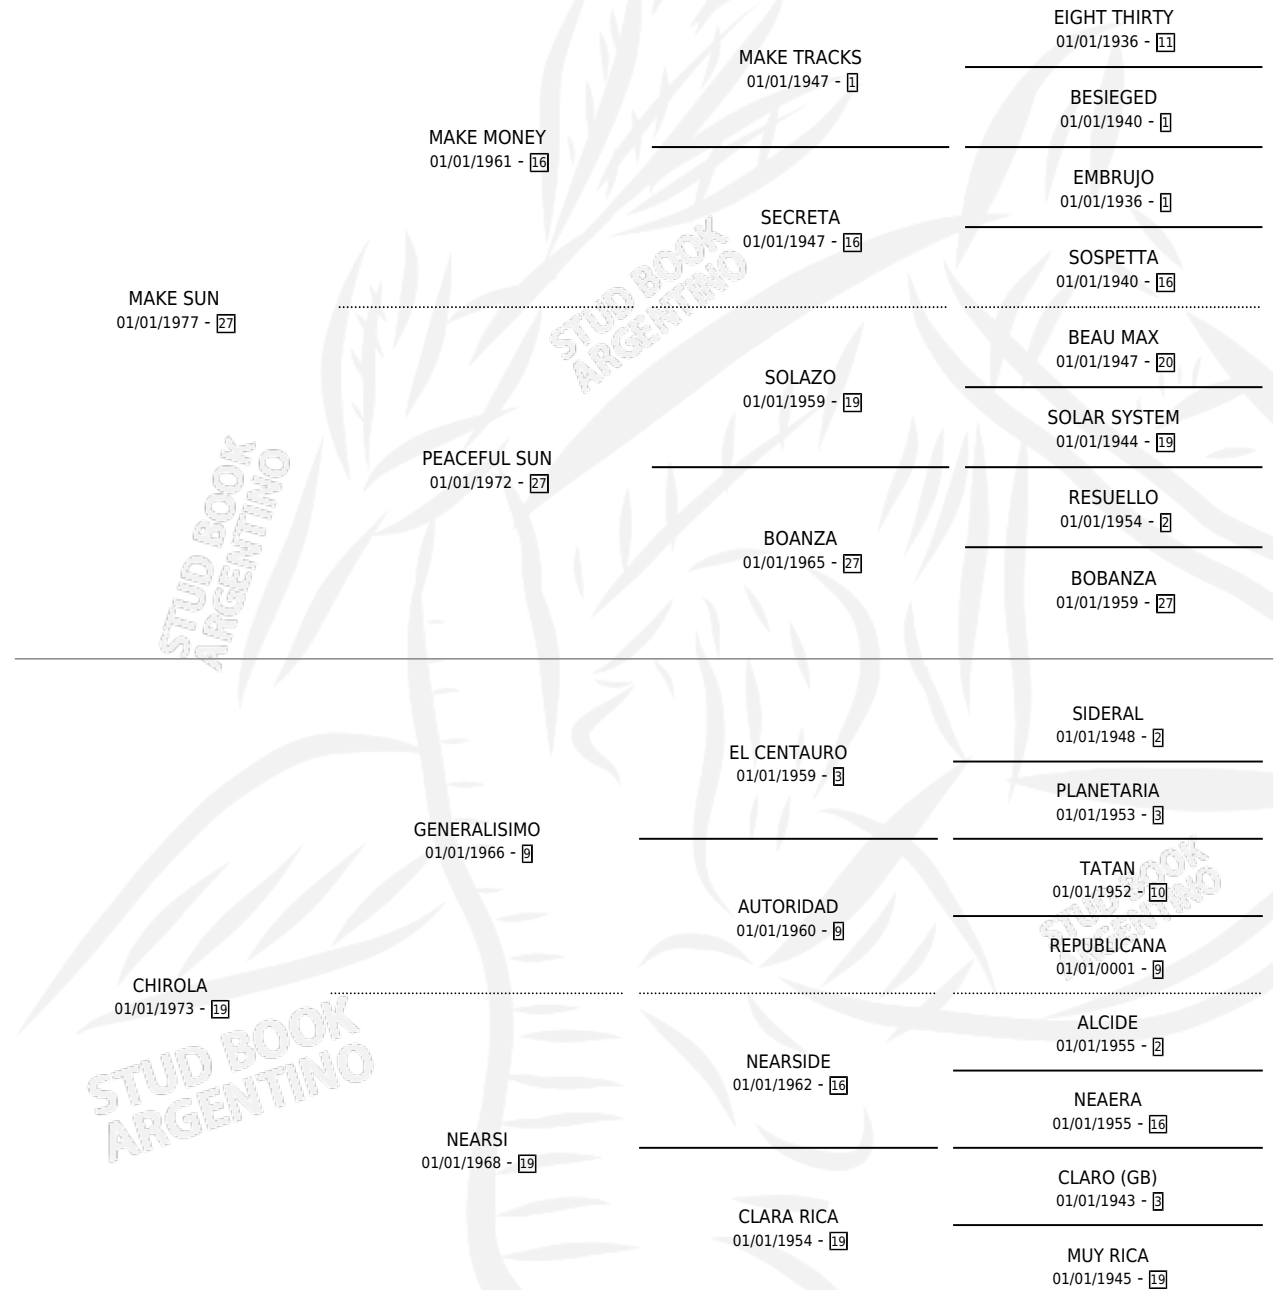 EIGHT THIRTY
01/01/1936 - 11
MAKE TRACKS
01/01/1947 - 1
BESIEGED
01/01/1940 - 1
MAKE MONEY
01/01/1961 - 16
EMBRUJO
01/01/1936 - 1
SECRETA
01/01/1947 - 16
SOSPETTA
01/01/1940 - 16
MAKE SUN
01/01/1977 - 27
STUD BOOK
ARGENTINO
BEAU MAX
01/01/1947 - 20
SOLAZO
01/01/1959 - 19
SOLAR SYSTEM
01/01/1944 - 19
PEACEFUL SUN
01/01/1972 - 27
RESUELLO
01/01/1954 - 2
BOANZA
01/01/1965 - 27
BOBANZA
01/01/1959 - 27
STUD BOOK
ARGENTINO
SIDERAL
01/01/1948 - 2
EL CENTAURO
01/01/1959 - 3
PLANETARIA
01/01/1953 - 3
GENERALISIMO
01/01/1966 - 9
TATAN
01/01/1952 - 10
AUTORIDAD
01/01/1960 - 9
STUD BOOK
ARGENTINO
REPUBLICANA
01/01/0001 - 9
CHIROLA
01/01/1973 - 19
ALCIDE
01/01/1955 - 2
NEARSIDE
01/01/1962 - 16
NEAERA
01/01/1955 - 16
STUD BOOK
ARGENTINO
NEARSI
01/01/1968 - 19
CLARO (GB)
01/01/1943 - 3
CLARA RICA
01/01/1954 - 19
MUY RICA
01/01/1945 - 19